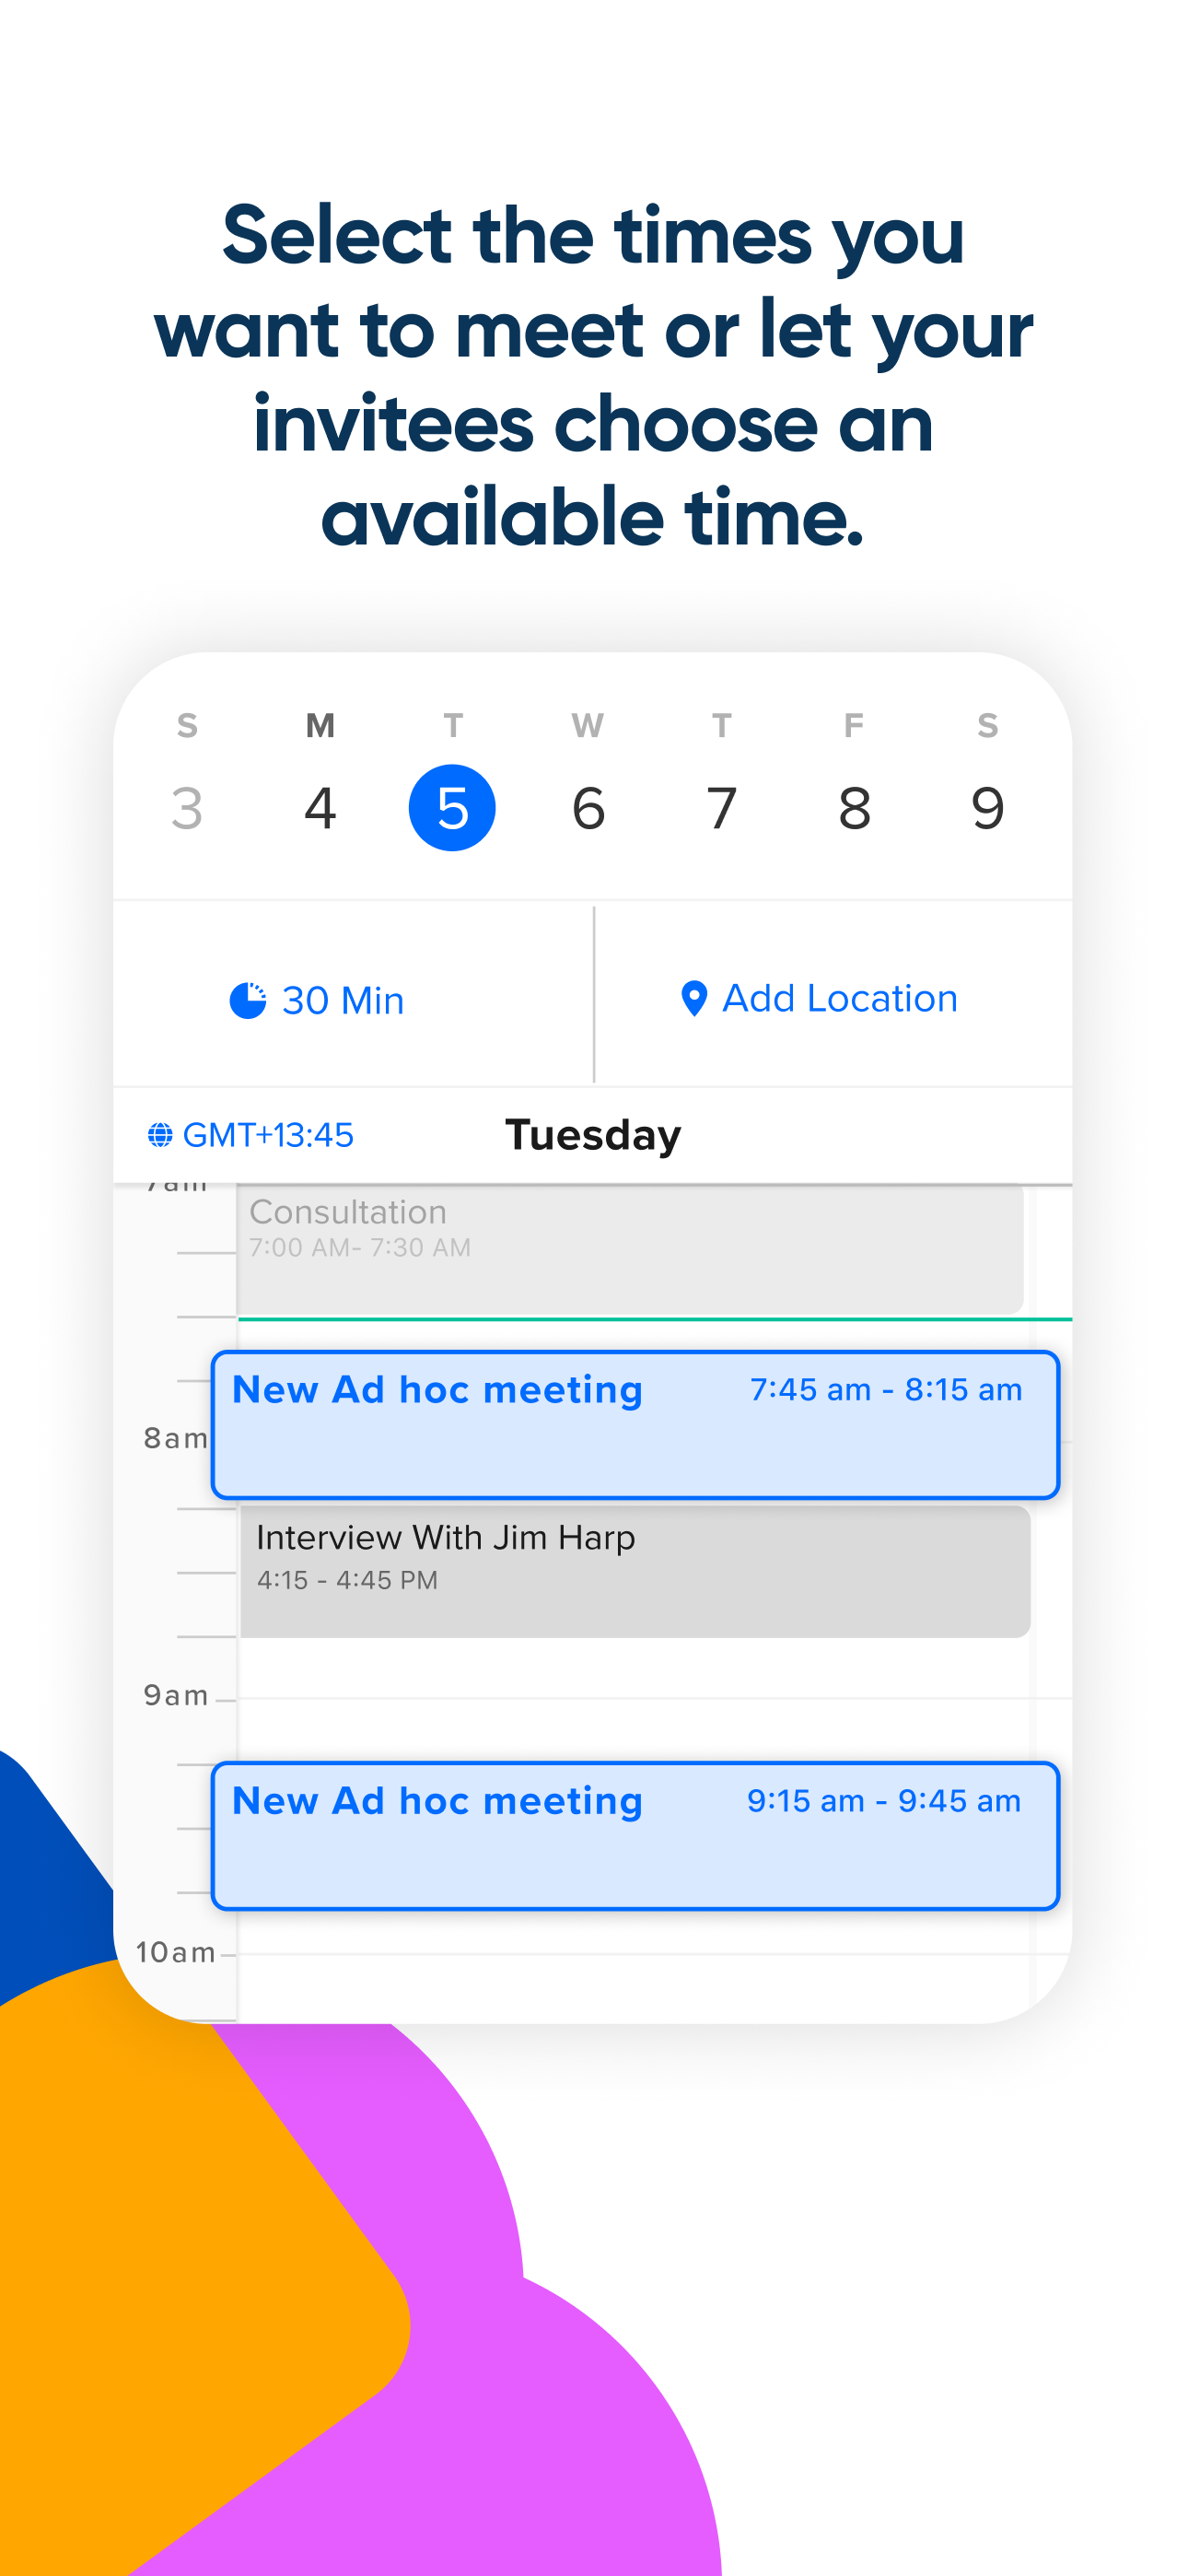 Select the times you
want to meet or let your
invitees choose an
available time.
S M T W T F S
3 4 5 6 7 8 9
30 Min Add Location
GMT+13:45 Tuesday
7am
Consultation
7:00 AM- 7:30 AM
New Ad hoc meeting 7:45 am - 8:15 am
8am
Interview With Jim Harp
4:15 - 4:45 PM
9am
New Ad hoc meeting 9:15 am - 9:45 am
10am